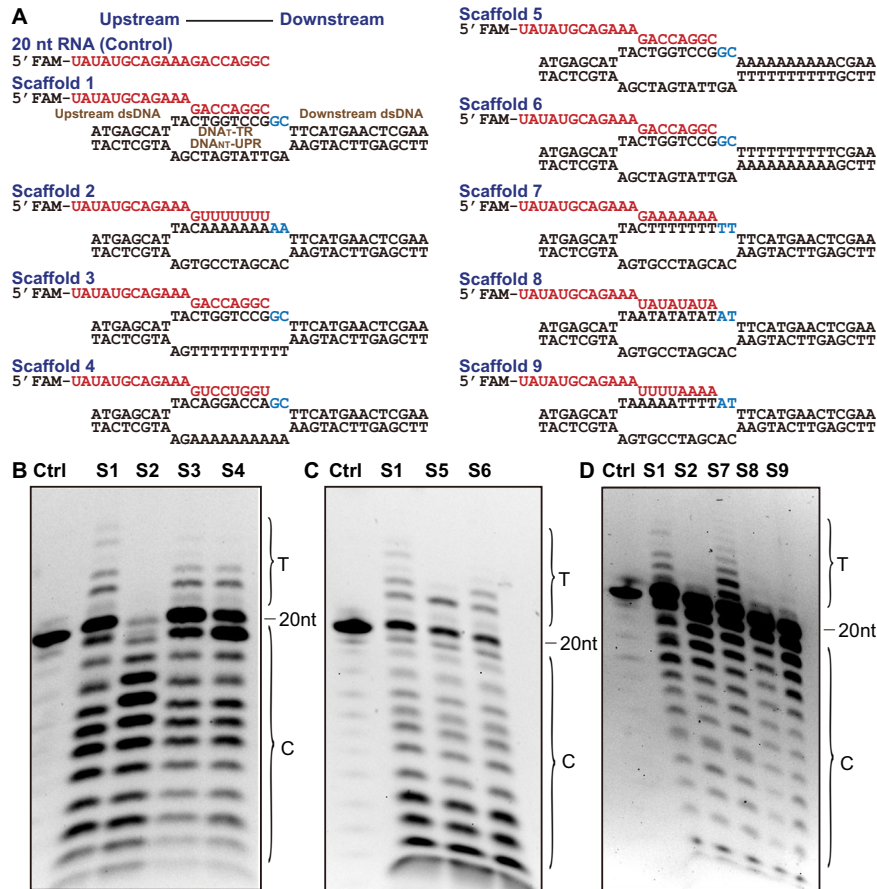 A
Upstream Downstream
20 nt RNA (Control)
5′FAM-UAUAUGCAGAAAGACCAGGC
Scaffold 1
5′FAM-UAUAUGCAGAAA
GACCAGGC
Upstream dsDNA TACTGGTCCGGC Downstream dsDNA
ATGAGCAT DNAT-TR TTCATGAACTCGAA
TACTCGTA DNANT-UPR AAGTACTTGAGCTT
AGCTAGTATTGA
Scaffold 2
5′FAM-UAUAUGCAGAAA
GUUUUUUU
TACAAAAAAAAA
ATGAGCAT TTCATGAACTCGAA
TACTCGTA AAGTACTTGAGCTT
AGTGCCTAGCAC
Scaffold 3
5′FAM-UAUAUGCAGAAA
GACCAGGC
TACTGGTCCGGC
ATGAGCAT TTCATGAACTCGAA
TACTCGTA AAGTACTTGAGCTT
AGTTTTTTTTTT
Scaffold 4
5′FAM-UAUAUGCAGAAA
GUCCUGGU
TACAGGACCAGC
ATGAGCAT TTCATGAACTCGAA
TACTCGTA AAGTACTTGAGCTT
AGAAAAAAAAAA
Scaffold 5
5′FAM-UAUAUGCAGAAA
GACCAGGC
TACTGGTCCGGC
ATGAGCAT AAAAAAAAAACGAA
TACTCGTA TTTTTTTTTTGCTT
AGCTAGTATTGA
Scaffold 6
5′FAM-UAUAUGCAGAAA
GACCAGGC
TACTGGTCCGGC
ATGAGCAT TTTTTTTTTTCGAA
TACTCGTA AAAAAAAAAAGCTT
AGCTAGTATTGA
Scaffold 7
5′FAM-UAUAUGCAGAAA
GAAAAAAA
TACTTTTTTTTT
ATGAGCAT TTCATGAACTCGAA
TACTCGTA AAGTACTTGAGCTT
AGTGCCTAGCAC
Scaffold 8
5′FAM-UAUAUGCAGAAA
UAUAUAUA
TAATATATATAT
ATGAGCAT TTCATGAACTCGAA
TACTCGTA AAGTACTTGAGCTT
AGTGCCTAGCAC
Scaffold 9
5′FAM-UAUAUGCAGAAA
UUUUAAAA
TAAAAATTTTAT
ATGAGCAT TTCATGAACTCGAA
TACTCGTA AAGTACTTGAGCTT
AGTGCCTAGCAC
B Ctrl S1 S2 S3 S4
T
20nt
C
C Ctrl S1 S5 S6
T
20nt
C
D Ctrl S1 S2 S7 S8 S9
T
20nt
C